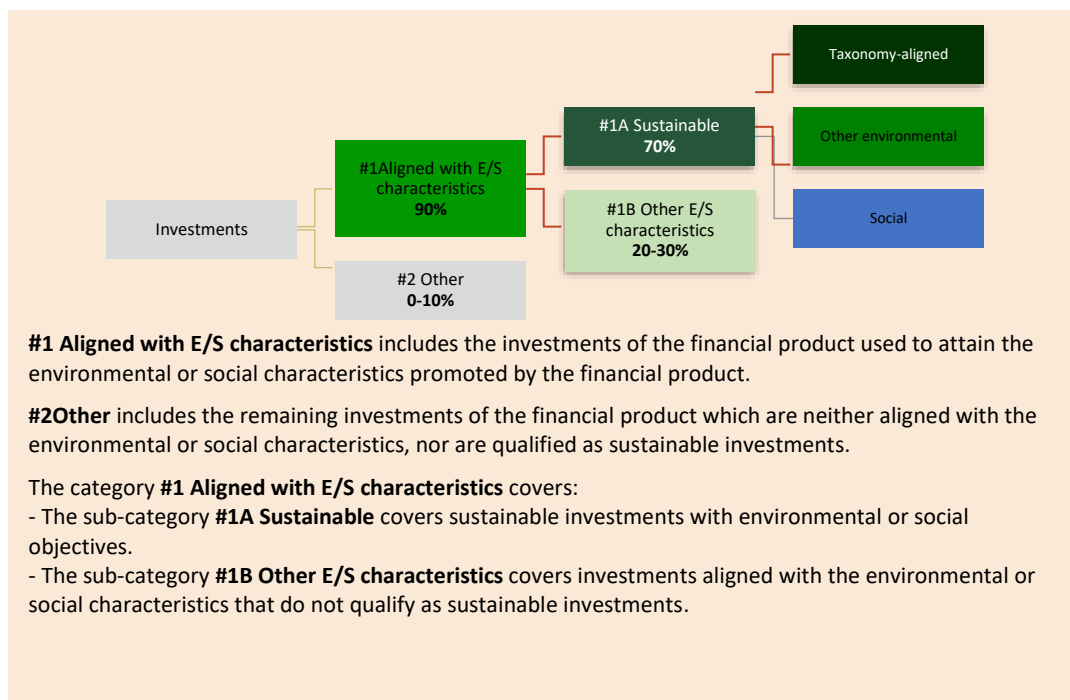 Taxonomy-aligned
#1A Sustainable
70%
Other environmental
#1Aligned with E/S
characteristics
90%
#1B Other E/S
characteristics
20-30%
Social
Investments
#2 Other
0-10%
#1 Aligned with E/S characteristics includes the investments of the financial product used to attain the
environmental or social characteristics promoted by the financial product.
#2Other includes the remaining investments of the financial product which are neither aligned with the
environmental or social characteristics, nor are qualified as sustainable investments.
The category #1 Aligned with E/S characteristics covers:
- The sub-category #1A Sustainable covers sustainable investments with environmental or social
objectives.
- The sub-category #1B Other E/S characteristics covers investments aligned with the environmental or
social characteristics that do not qualify as sustainable investments.